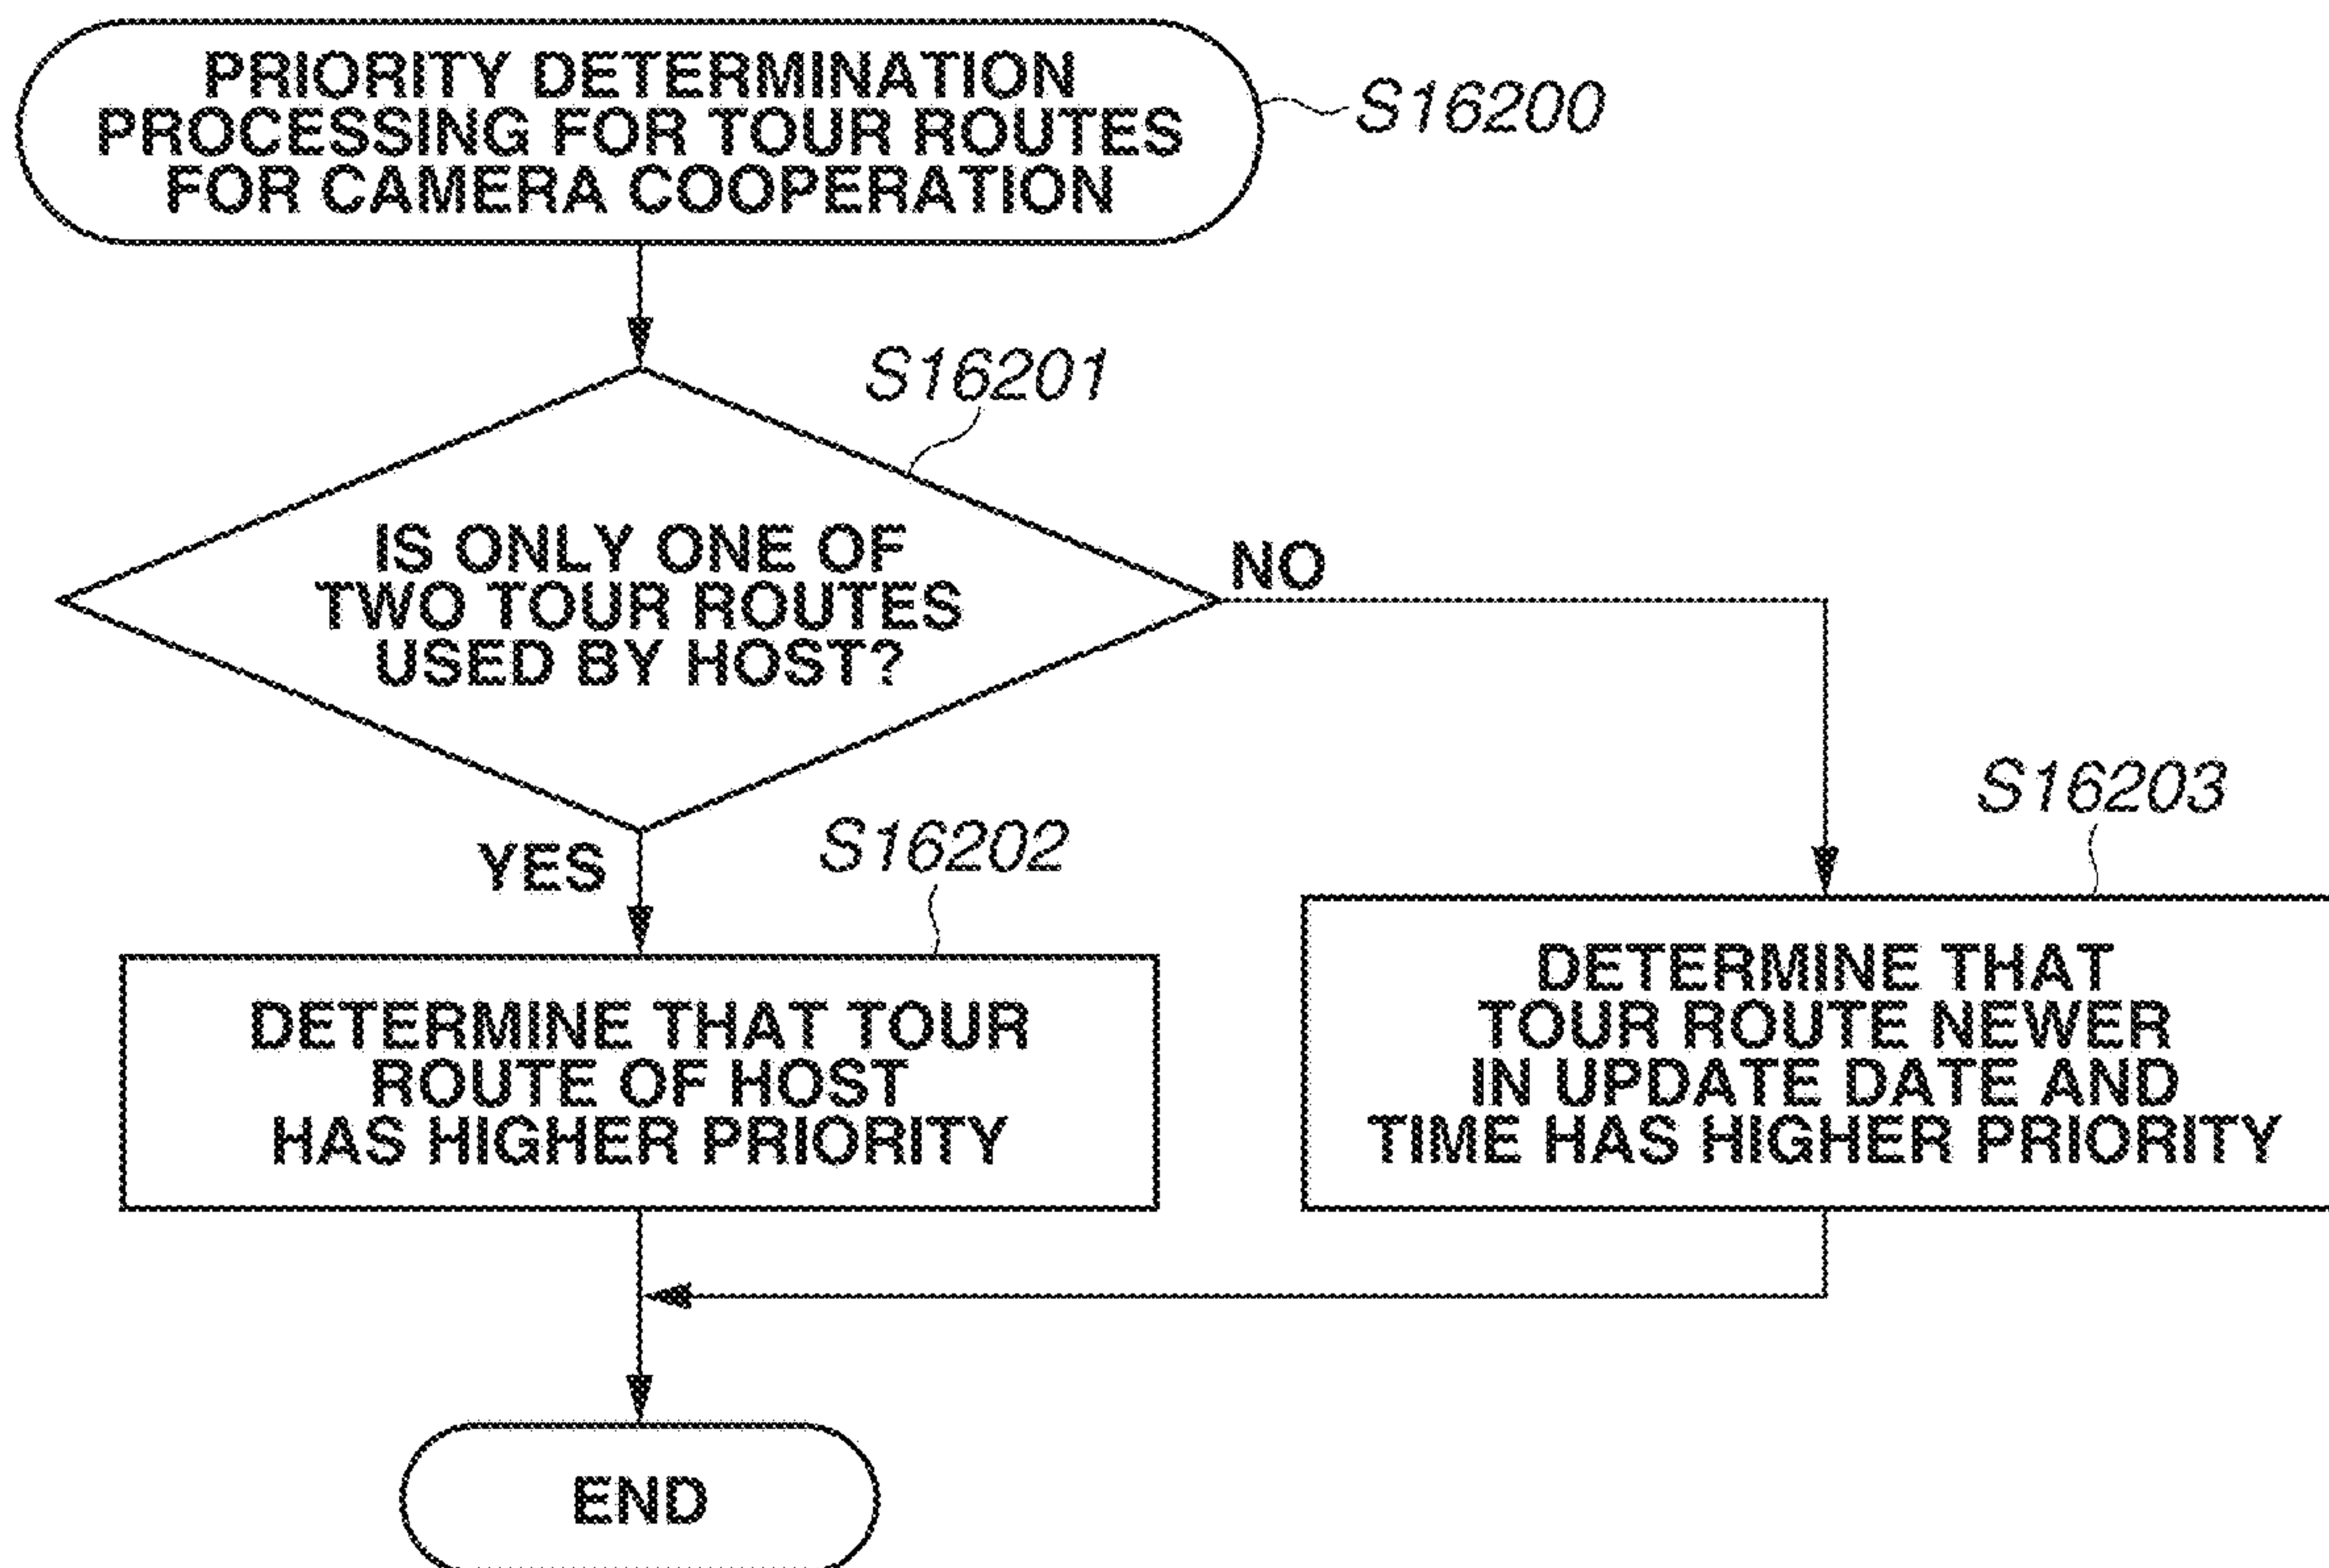 PRIORITY DETERMINATION
PROCESSING FOR TOUR ROUTES
FOR CAMERA COOPERATION
S16200
S16201
IS ONLY ONE OF
TWO TOUR ROUTES
USED BY HOST?
NO
YES
S16202
S16203
DETERMINE THAT TOUR
ROUTE OF HOST
HAS HIGHER PRIORITY
DETERMINE THAT
TOUR ROUTE NEWER
IN UPDATE DATE AND
TIME HAS HIGHER PRIORITY
END